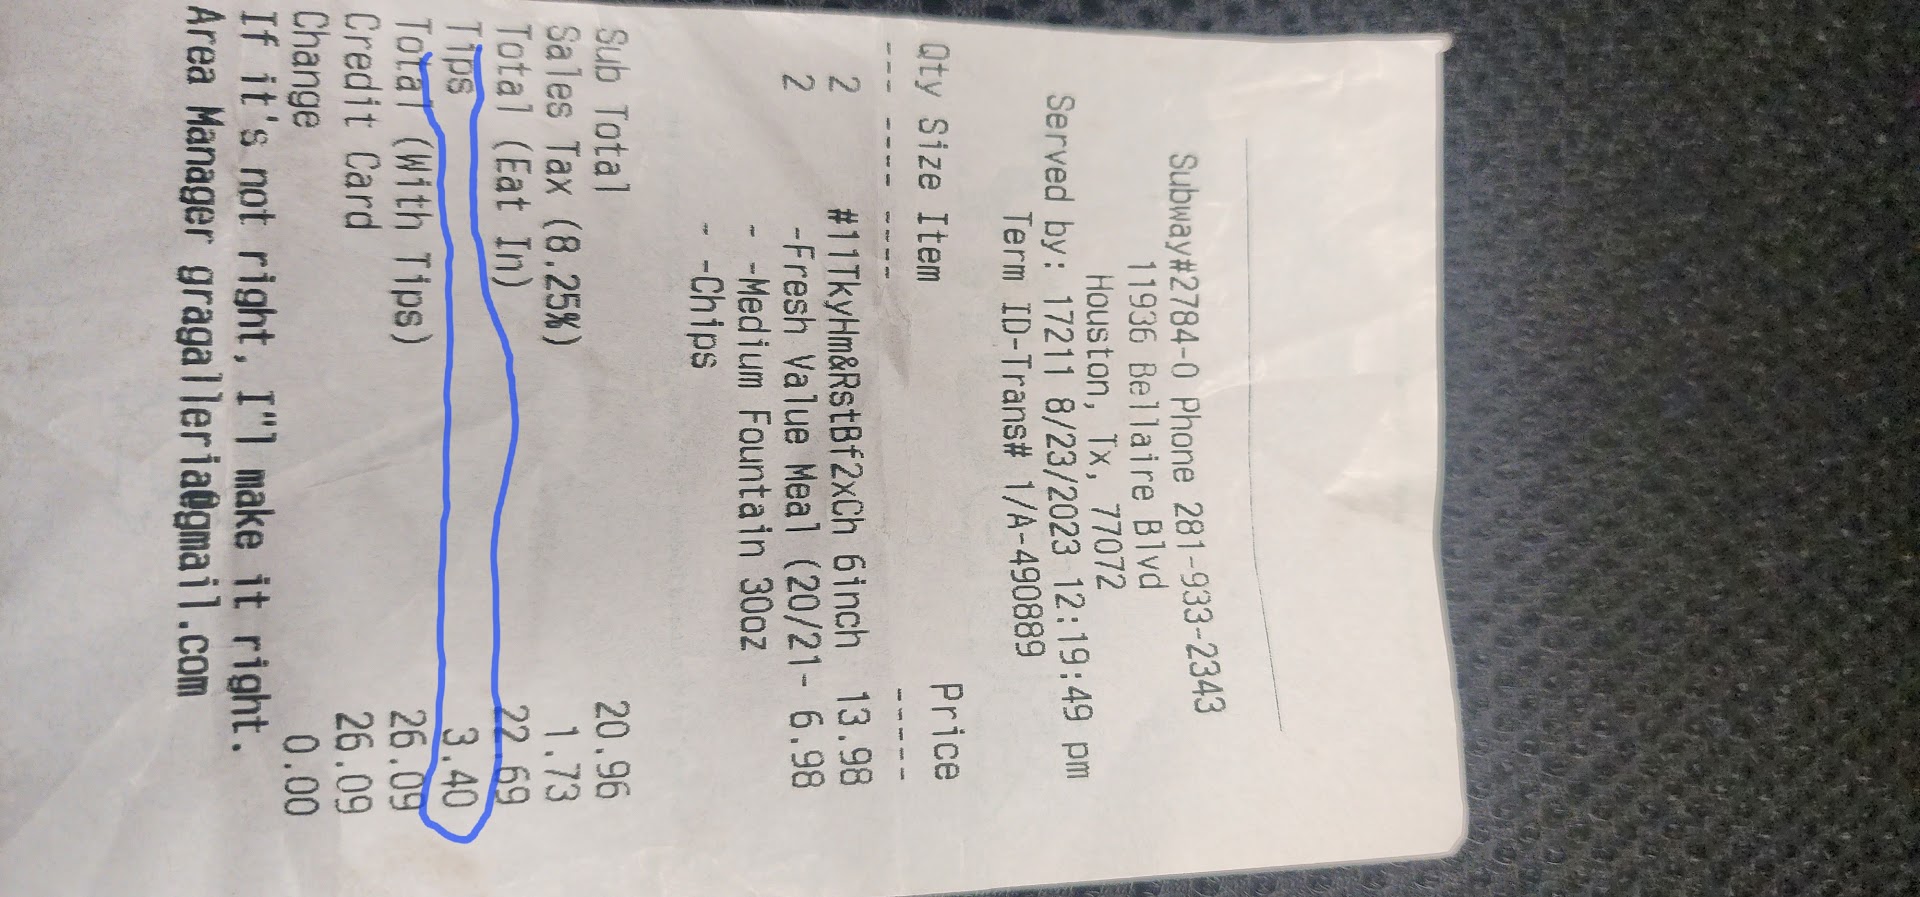 Subway#2784-0 Phone 281-933-2343
11936 Bellaire Blvd
Houston, Tx, 77072
Served by: 17211 8/23/2023 12:19:49 pm
Term ID-Trans# 1/A-490889
Qty Size Item Price
--- ---- ---- -----
2 #11TkyHm&RstBf2xCh 6inch 13.98
2 -Fresh Value Meal (20/21- 6.98
- -Medium Fountain 30oz
- -Chips
Sub Total 20.96
Sales Tax (8.25%) 1.73
Total (Eat In) 22.69
Tips 3.40
Total (With Tips) 26.09
Credit Card 26.09
Change 0.00
If it's not right, I"l make it right.
Area Manager gragalleria@gmail.com